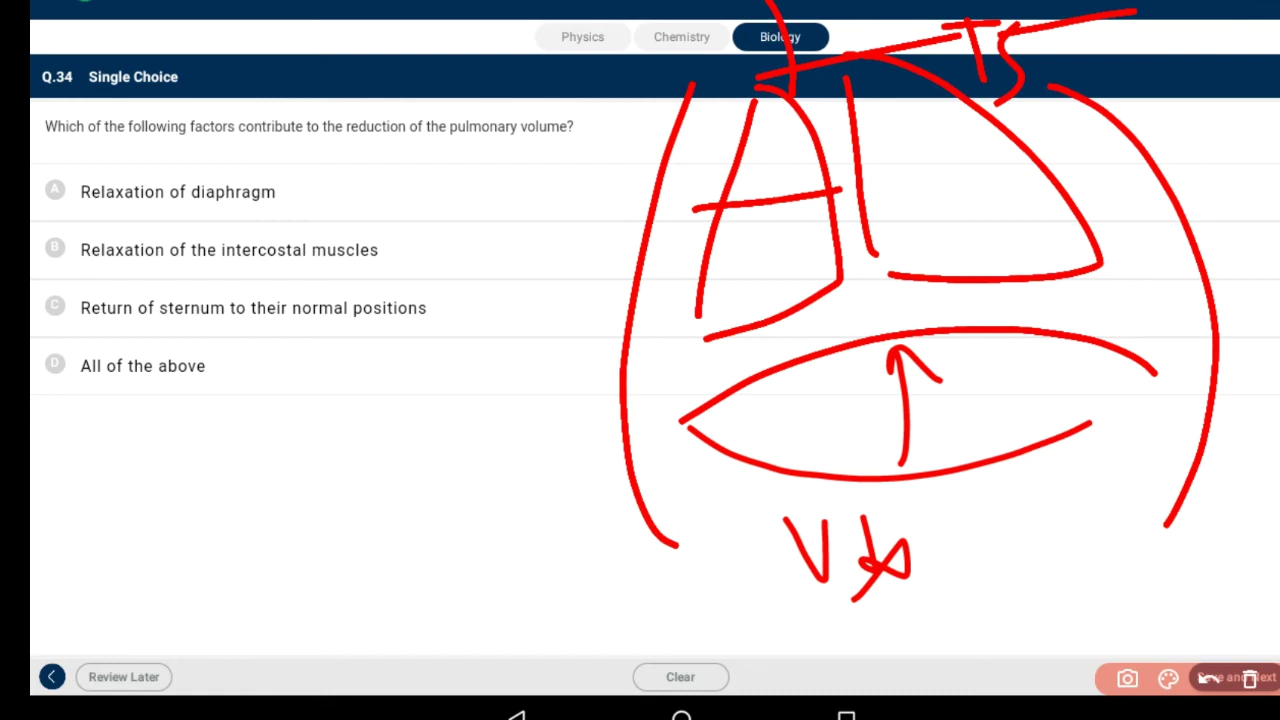 Physics Chemistry Biology
Q.34 Single Choice
Which of the following factors contribute to the reduction of the pulmonary volume?
A Relaxation of diaphragm
B Relaxation of the intercostal muscles
C Return of sternum to their normal positions
D All of the above
V
Review Later Clear